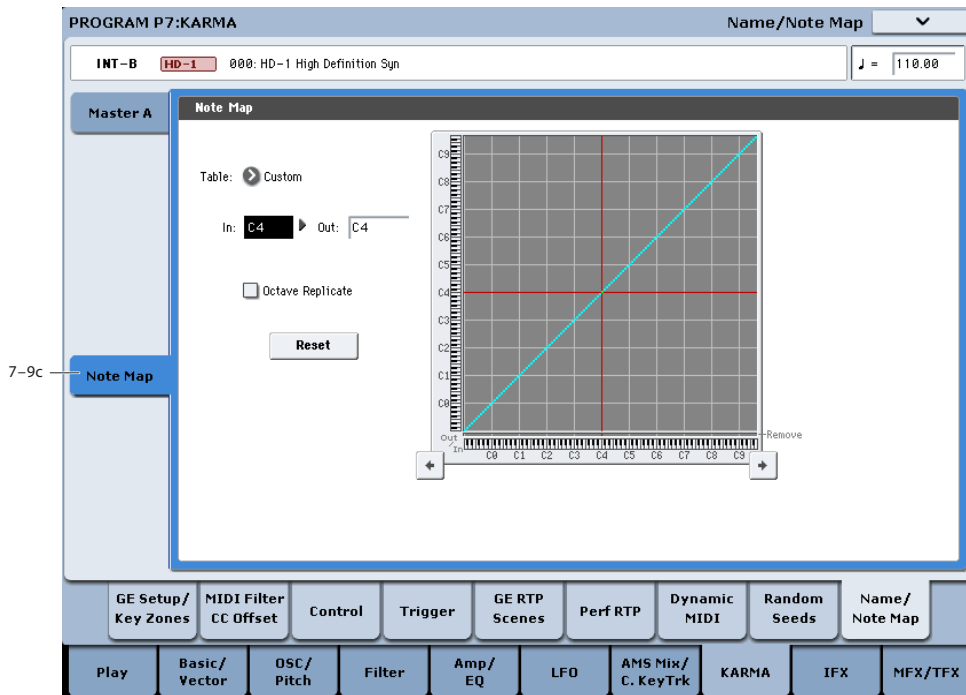 PROGRAM P7:KARMA
Name/Note Map
INT-B HD-1 000: HD-1 High Definition Syn
♩ = 110.00
Master A
Note Map
Table: Custom
In: C4 Out: C4
Octave Replicate
Reset
C9
C8
C7
C6
C5
C4
C3
C2
C1
C0
Out
/In
Remove
C0 C1 C2 C3 C4 C5 C6 C7 C8 C9
7-9c
Note Map
GE Setup/
Key Zones
MIDI Filter
CC Offset
Control
Trigger
GE RTP
Scenes
Perf RTP
Dynamic
MIDI
Random
Seeds
Name/
Note Map
Play
Basic/
Vector
OSC/
Pitch
Filter
Amp/
EQ
LFO
AMS Mix/
C. KeyTrk
KARMA
IFX
MFX/TFX